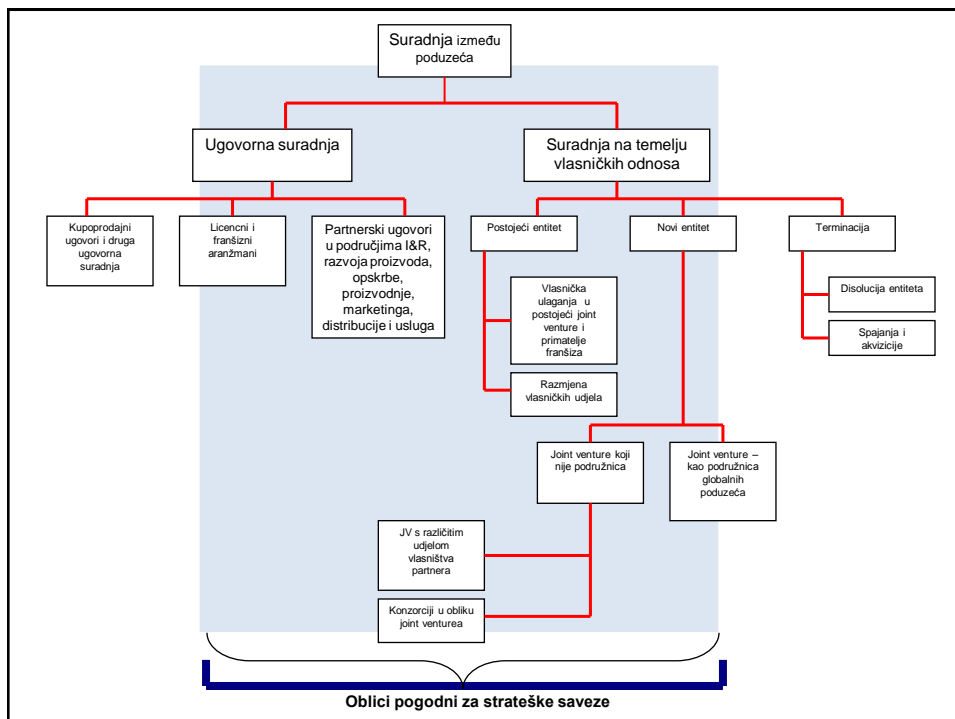 Suradnja između
poduzeća
Ugovorna suradnja
Suradnja na temelju
vlasničkih odnosa
Kupoprodajni
ugovori i druga
ugovorna
suradnja
Licencni i
franšizni
aranžmani
Partnerski ugovori
u područjima I&R,
razvoja proizvoda,
opskrbe,
proizvodnje,
marketinga,
distribucije i usluga
Postojeći entitet
Novi entitet
Terminacija
Vlasnička
ulaganja u
postojeći joint
venture i
primatelje
franšiza
Razmjena
vlasničkih udjela
Disolucija entiteta
Spajanja i
akvizicije
Joint venture koji
nije podružnica
Joint venture –
kao podružnica
globalnih
poduzeća
JV s različitim
udjelom
vlasništva
partnera
Konzorciji u obliku
joint venturea
Oblici pogodni za strateške saveze